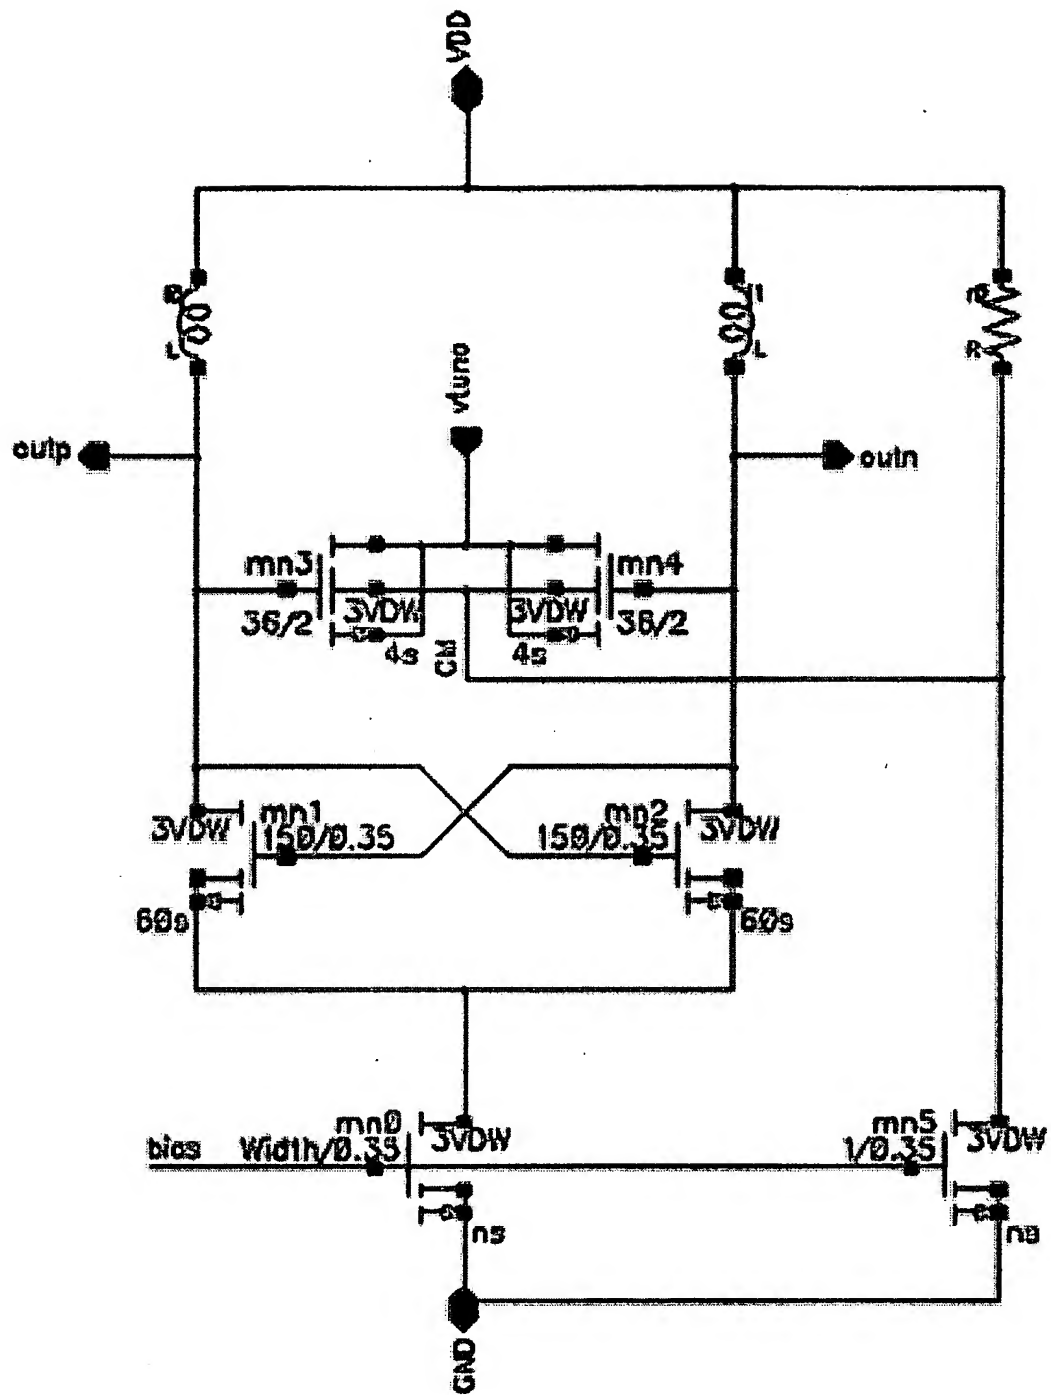 VDD
L
L
R
vtune
outp
outn
mn3
mn4
3VDW
3VDW
36/2
36/2
4s
CM
4s
mn1
mn2
3VDW
150/0.35
150/0.35
3VDW
60s
60s
mn0
mn5
3VDW
3VDW
bias
Width/0.35
1/0.35
ns
GND